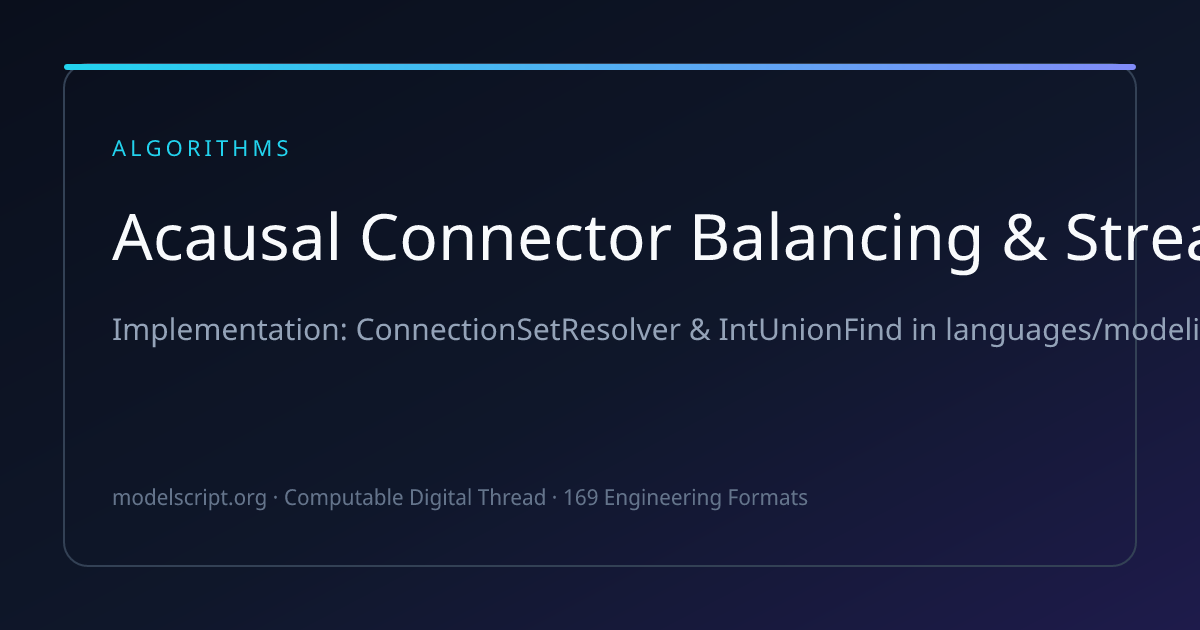 ALGORITHMS
Acausal Connector Balancing & Strea
Implementation: ConnectionSetResolver & IntUnionFind in languages/modeli
modelscript.org · Computable Digital Thread · 169 Engineering Formats